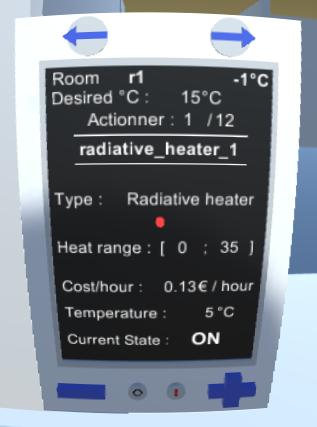 Room r1 -1°C
Desired °C : 15°C
Actionner : 1 / 12
radiative_heater_1
Type : Radiative heater
Heat range : [ 0 ; 35 ]
Cost/hour : 0.13€ / hour
Temperature : 5 °C
Current State : ON